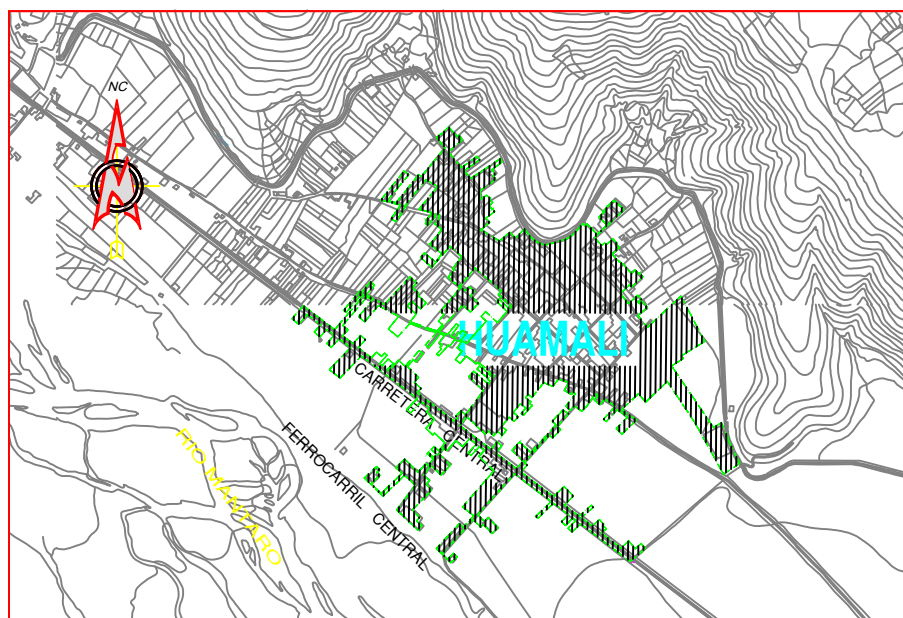 NC
HUAMALI
CARRETERA CENTRAL
FERROCARRIL CENTRAL
RIO MANTARO